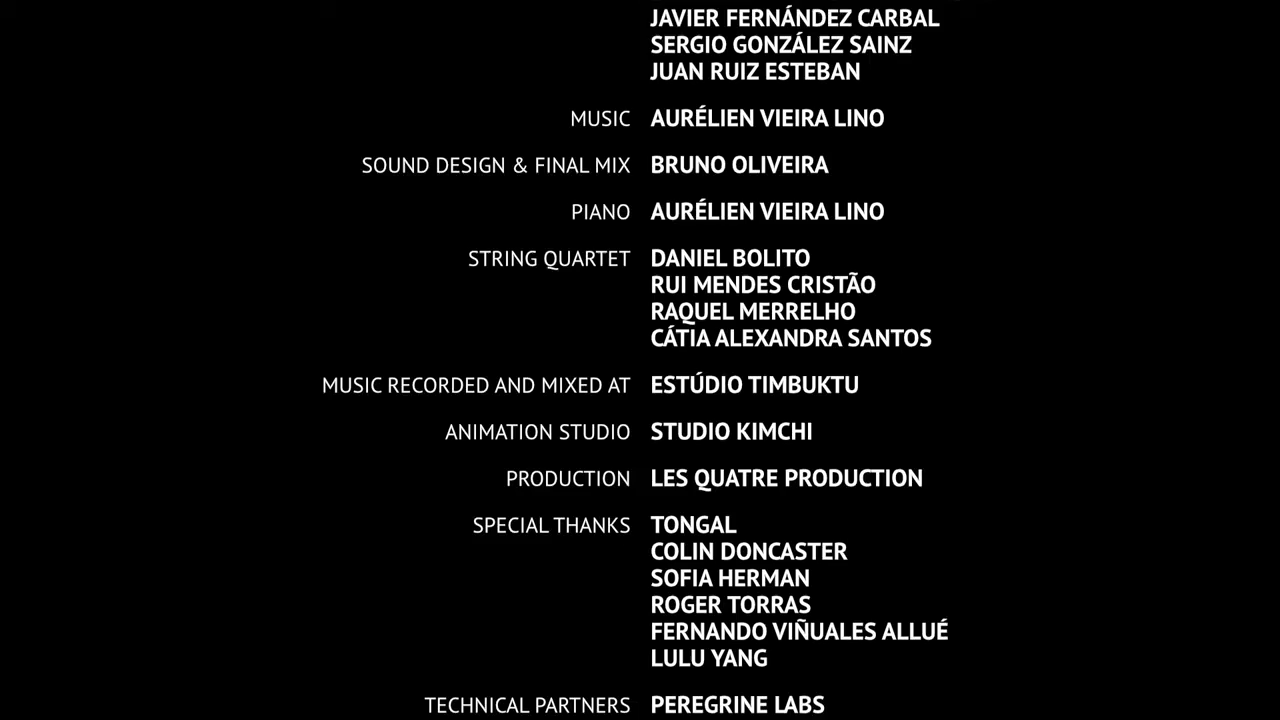 JAVIER FERNÁNDEZ CARBAL
SERGIO GONZÁLEZ SAINZ
JUAN RUIZ ESTEBAN
MUSIC AURÉLIEN VIEIRA LINO
SOUND DESIGN & FINAL MIX BRUNO OLIVEIRA
PIANO AURÉLIEN VIEIRA LINO
STRING QUARTET DANIEL BOLITO
RUI MENDES CRISTÃO
RAQUEL MERRELHO
CÁTIA ALEXANDRA SANTOS
MUSIC RECORDED AND MIXED AT ESTÚDIO TIMBUKTU
ANIMATION STUDIO STUDIO KIMCHI
PRODUCTION LES QUATRE PRODUCTION
SPECIAL THANKS TONGAL
COLIN DONCASTER
SOFIA HERMAN
ROGER TORRAS
FERNANDO VIÑUALES ALLUÉ
LULU YANG
TECHNICAL PARTNERS PEREGRINE LABS